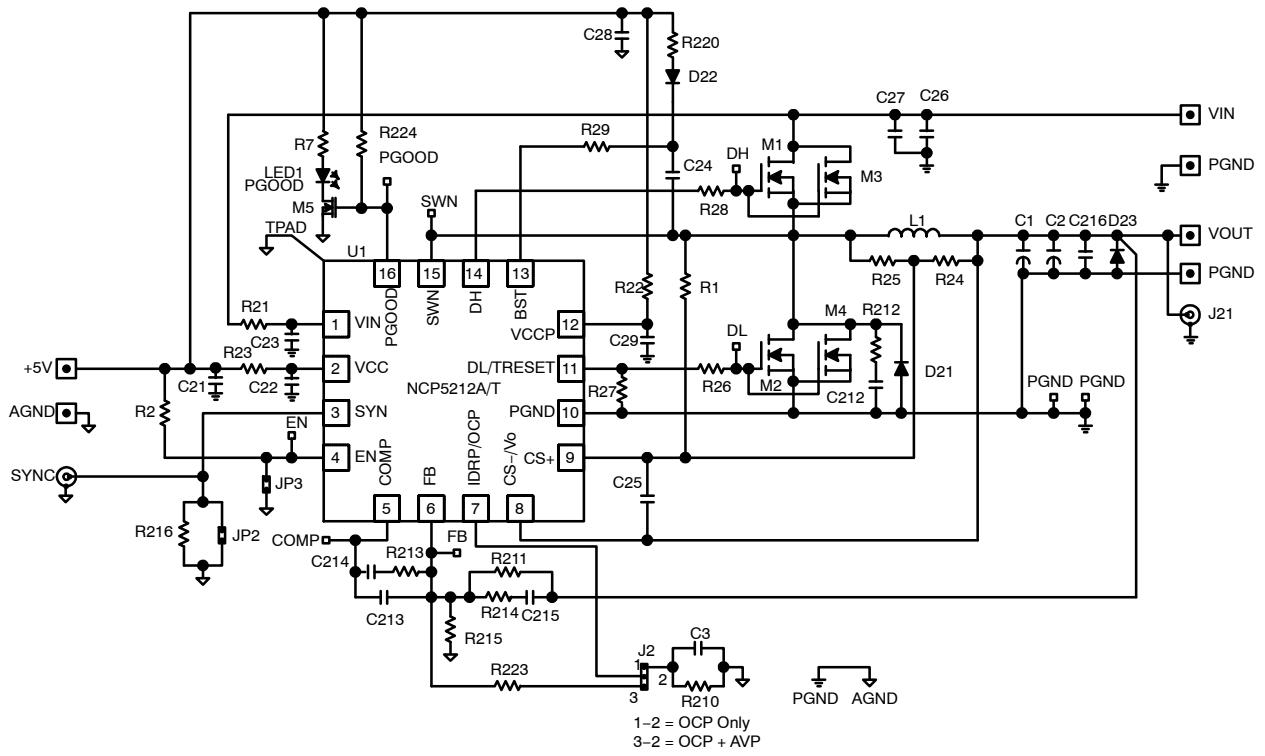 C28
R220
D22
C27
C26
VIN
R7
R224
PGOOD
R29
M1
DH
C24
M3
PGND
LED1
PGOOD
M5
SWN
R28
TPAD
L1
C1
C2
C216
D23
VOUT
U1
16
15
14
13
R25
R24
PGND
PGOOD
SWN
DH
BST
R22
R1
R21
1
VIN
VCCP
12
M4
R212
J21
C23
C29
DL
+5V
R23
2
VCC
DL/TRESET
11
C21
C22
NCP5212A/T
R27
R26
M2
D21
AGND
R2
3
SYN
PGND
10
C212
PGND
PGND
EN
4
EN
COMP
FB
IDRP/OCP
CS−/Vo
CS+
9
SYNC
JP3
C25
5
6
7
8
R216
JP2
COMP
FB
C214
R213
R211
C213
R214
C215
R215
C3
J2
1
R223
2
3
R210
PGND
AGND
1−2 = OCP Only
3−2 = OCP + AVP